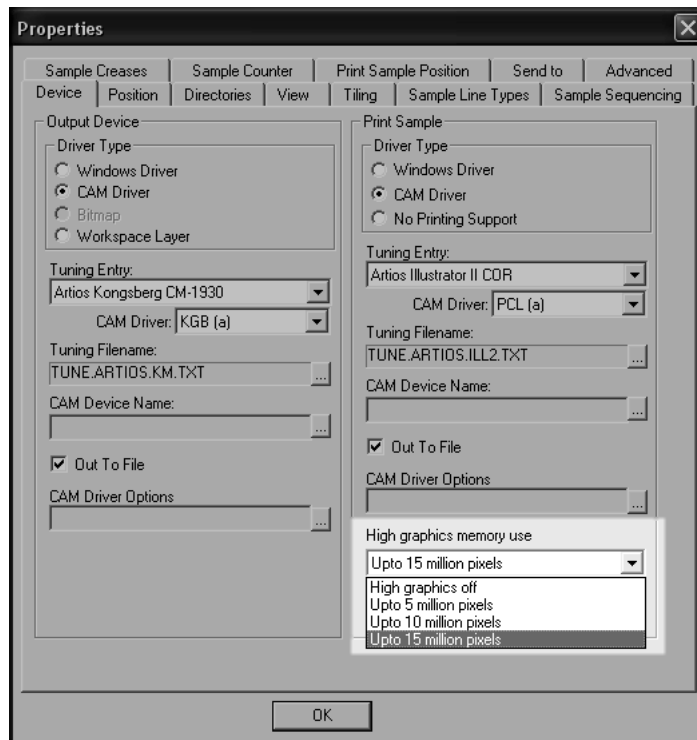 Properties
Sample Creases Sample Counter Print Sample Position Send to Advanced
Device Position Directories View Tiling Sample Line Types Sample Sequencing
Output Device
Driver Type
Windows Driver
CAM Driver
Bitmap
Workspace Layer
Tuning Entry:
Artios Kongsberg CM-1930
CAM Driver: KGB (a)
Tuning Filename:
TUNE.ARTIOS.KM.TXT
...
CAM Device Name:
...
Out To File
CAM Driver Options
...
Print Sample
Driver Type
Windows Driver
CAM Driver
No Printing Support
Tuning Entry:
Artios Illustrator II COR
CAM Driver: PCL (a)
Tuning Filename:
TUNE.ARTIOS.ILL2.TXT
...
CAM Device Name:
...
Out To File
CAM Driver Options
...
High graphics memory use
Upto 15 million pixels
High graphics off
Upto 5 million pixels
Upto 10 million pixels
Upto 15 million pixels
OK